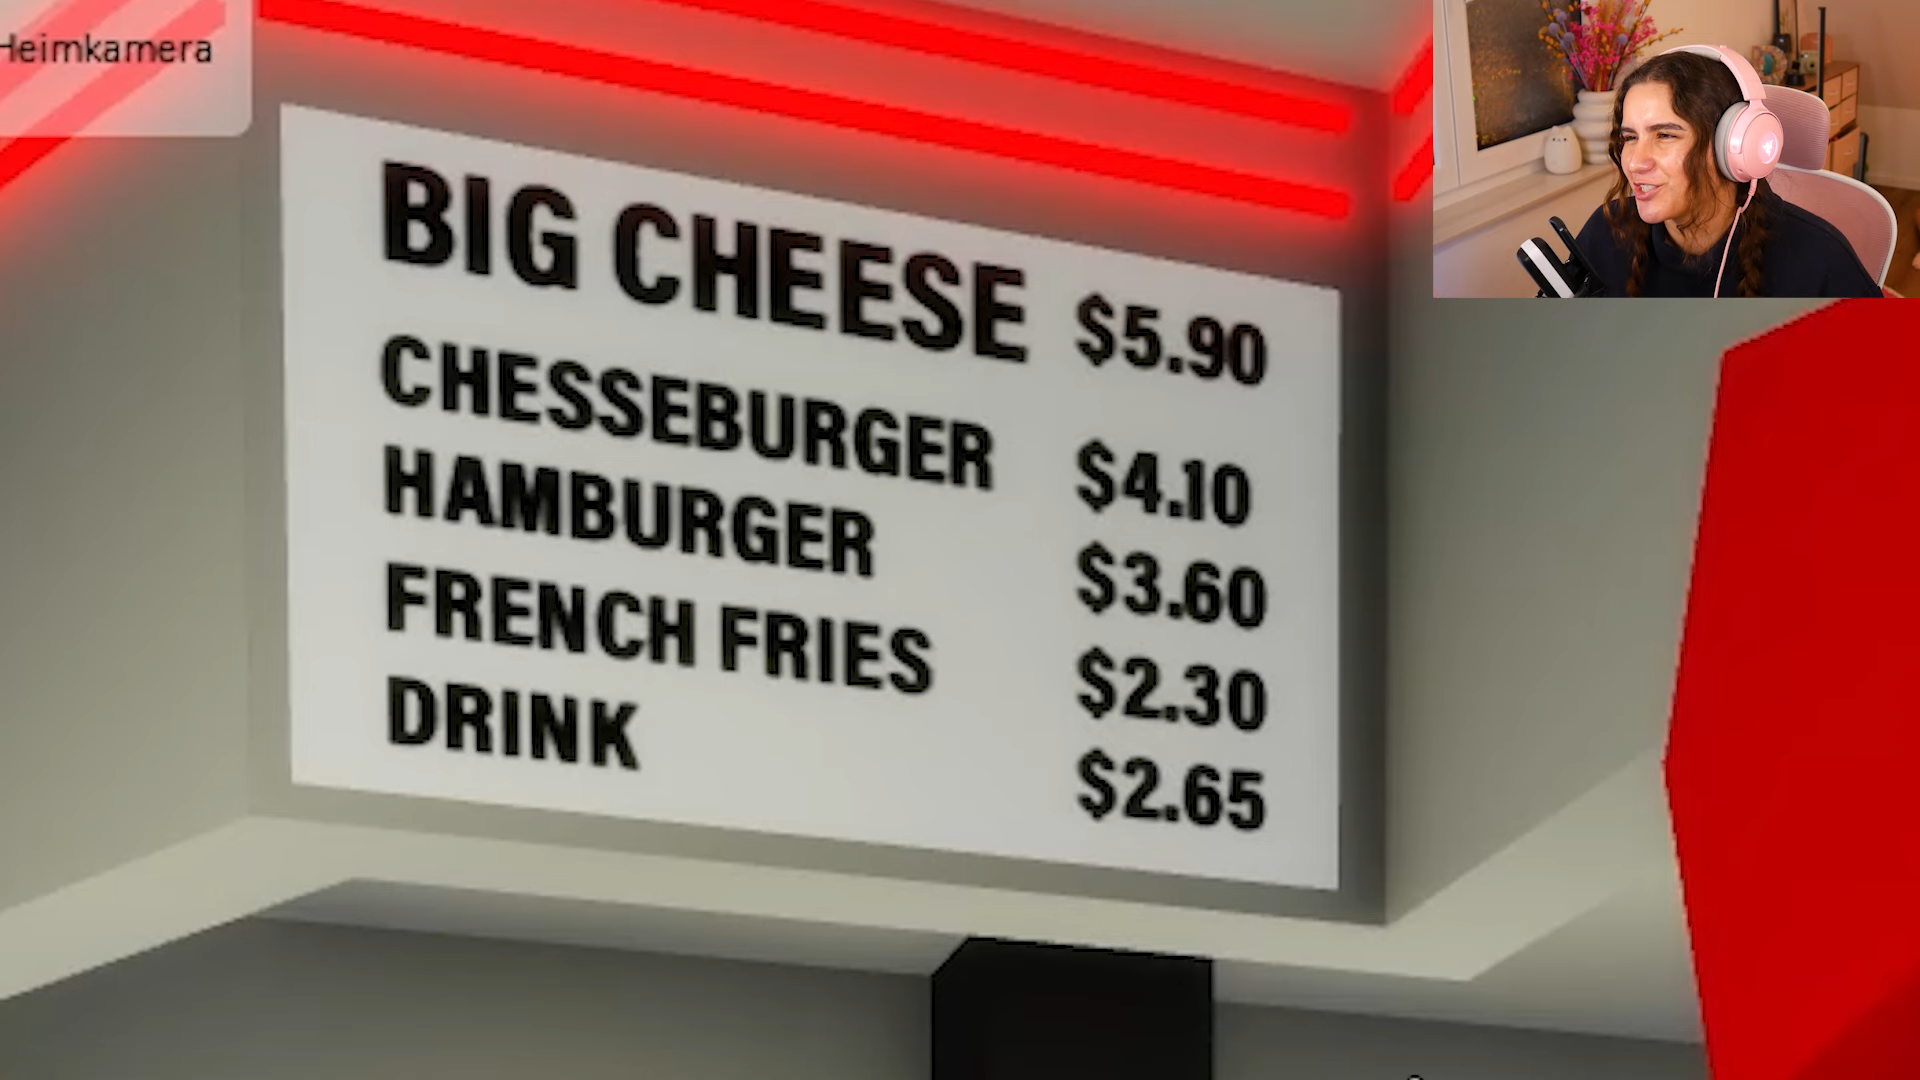 Heimkamera
BIG CHEESE $5.90
CHESSEBURGER $4.10
HAMBURGER $3.60
FRENCH FRIES $2.30
DRINK $2.65